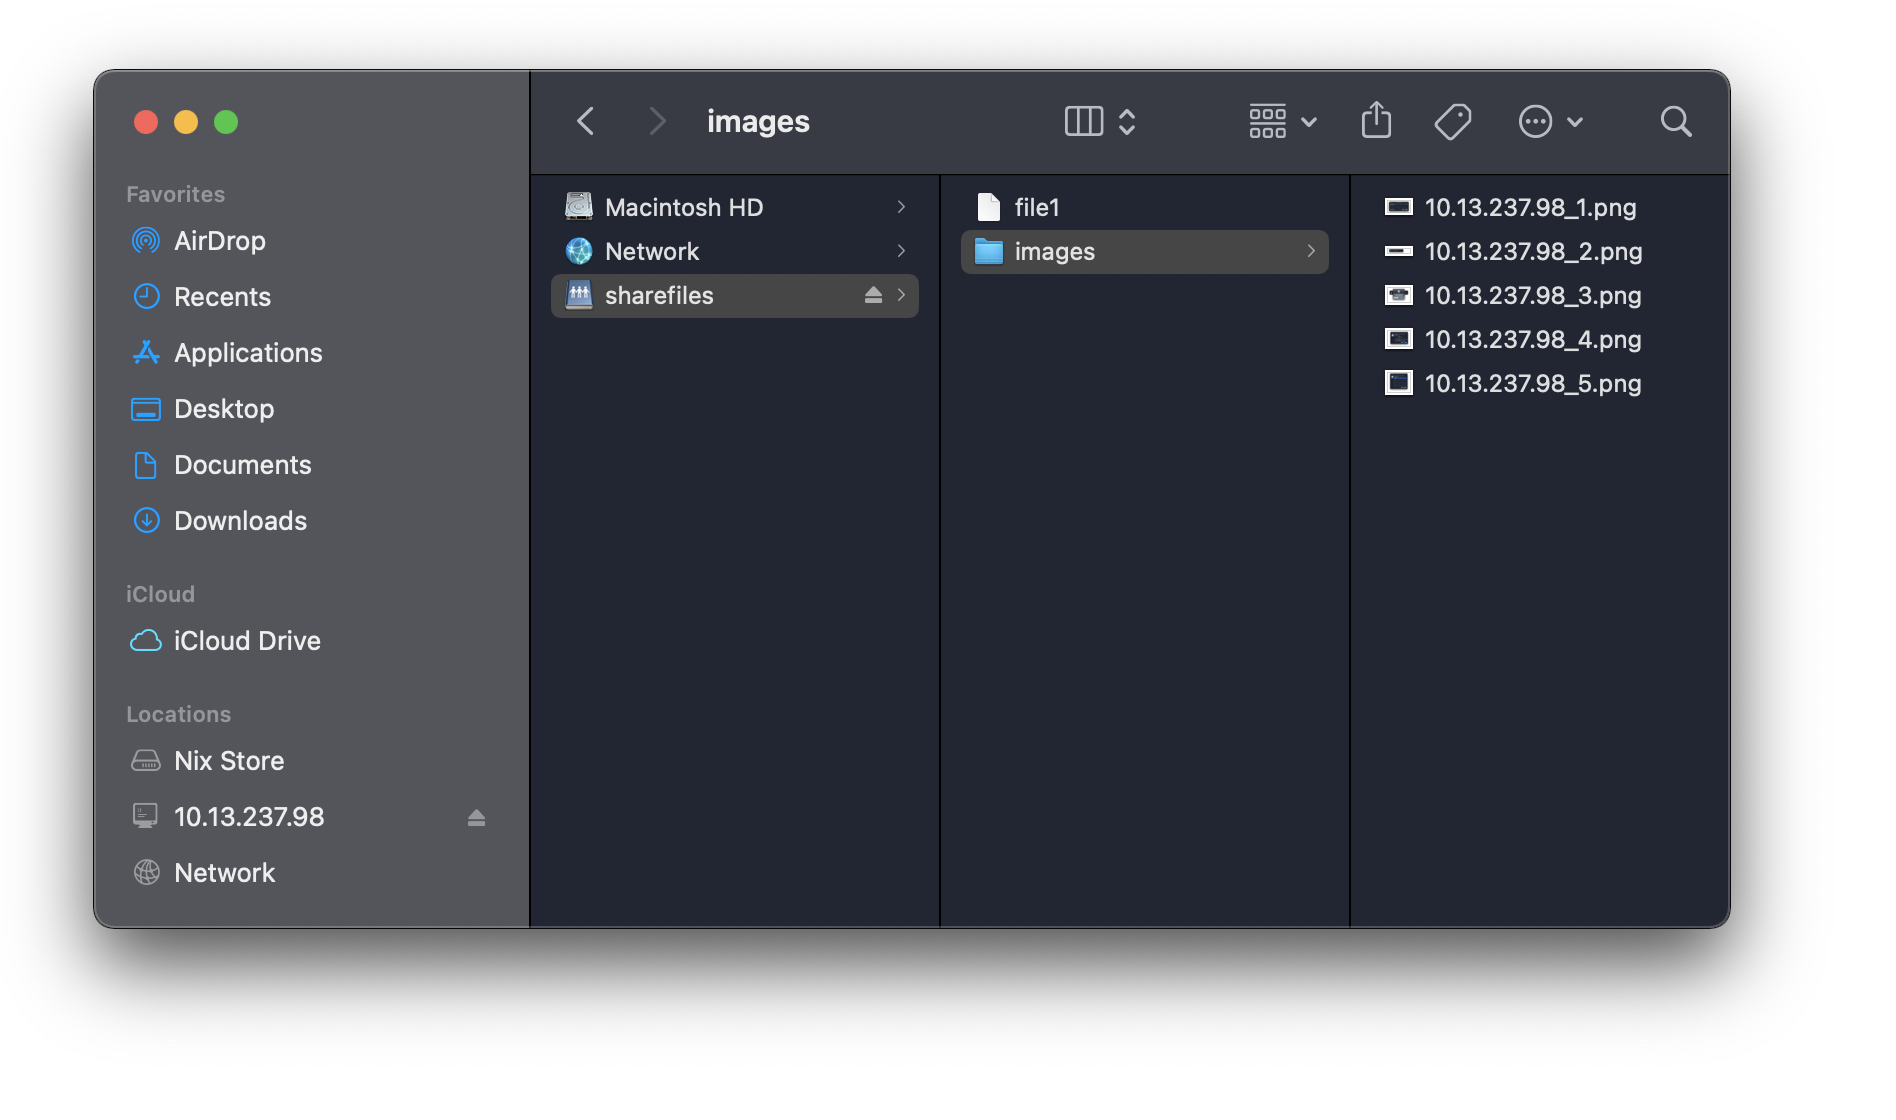 images
Favorites
AirDrop
Recents
Applications
Desktop
Documents
Downloads
iCloud
iCloud Drive
Locations
Nix Store
10.13.237.98
Network
Macintosh HD
Network
sharefiles
file1
images
10.13.237.98_1.png
10.13.237.98_2.png
10.13.237.98_3.png
10.13.237.98_4.png
10.13.237.98_5.png